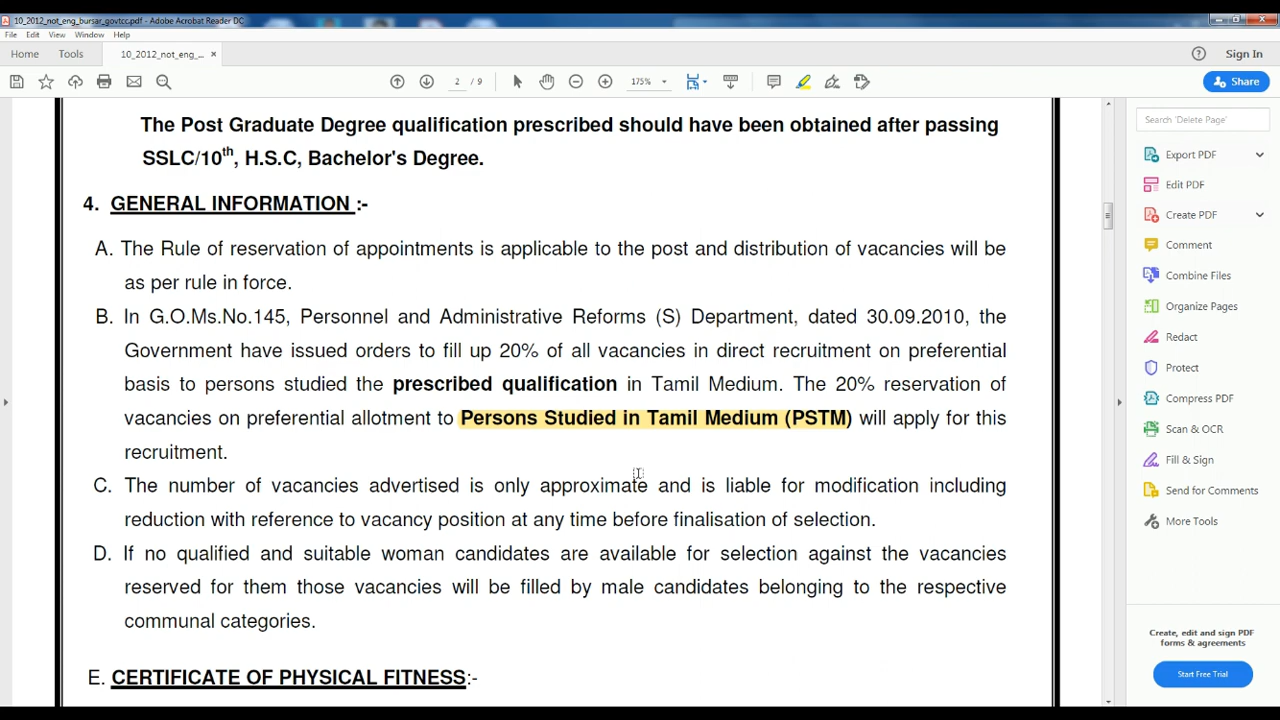 10_2012_not_eng_bursar_govtcc.pdf - Adobe Acrobat Reader DC
File Edit View Window Help
Home Tools 10_2012_not_eng_... × Sign In
2 / 9 175% Share
The Post Graduate Degree qualification prescribed should have been obtained after passing
SSLC/10th, H.S.C, Bachelor's Degree.
4. GENERAL INFORMATION :-
A. The Rule of reservation of appointments is applicable to the post and distribution of vacancies will be
as per rule in force.
B. In G.O.Ms.No.145, Personnel and Administrative Reforms (S) Department, dated 30.09.2010, the
Government have issued orders to fill up 20% of all vacancies in direct recruitment on preferential
basis to persons studied the prescribed qualification in Tamil Medium. The 20% reservation of
vacancies on preferential allotment to Persons Studied in Tamil Medium (PSTM) will apply for this
recruitment.
C. The number of vacancies advertised is only approximate and is liable for modification including
reduction with reference to vacancy position at any time before finalisation of selection.
D. If no qualified and suitable woman candidates are available for selection against the vacancies
reserved for them those vacancies will be filled by male candidates belonging to the respective
communal categories.
E. CERTIFICATE OF PHYSICAL FITNESS:-
Search 'Delete Page'
Export PDF
Edit PDF
Create PDF
Comment
Combine Files
Organize Pages
Redact
Protect
Compress PDF
Scan & OCR
Fill & Sign
Send for Comments
More Tools
Create, edit and sign PDF
forms & agreements
Start Free Trial